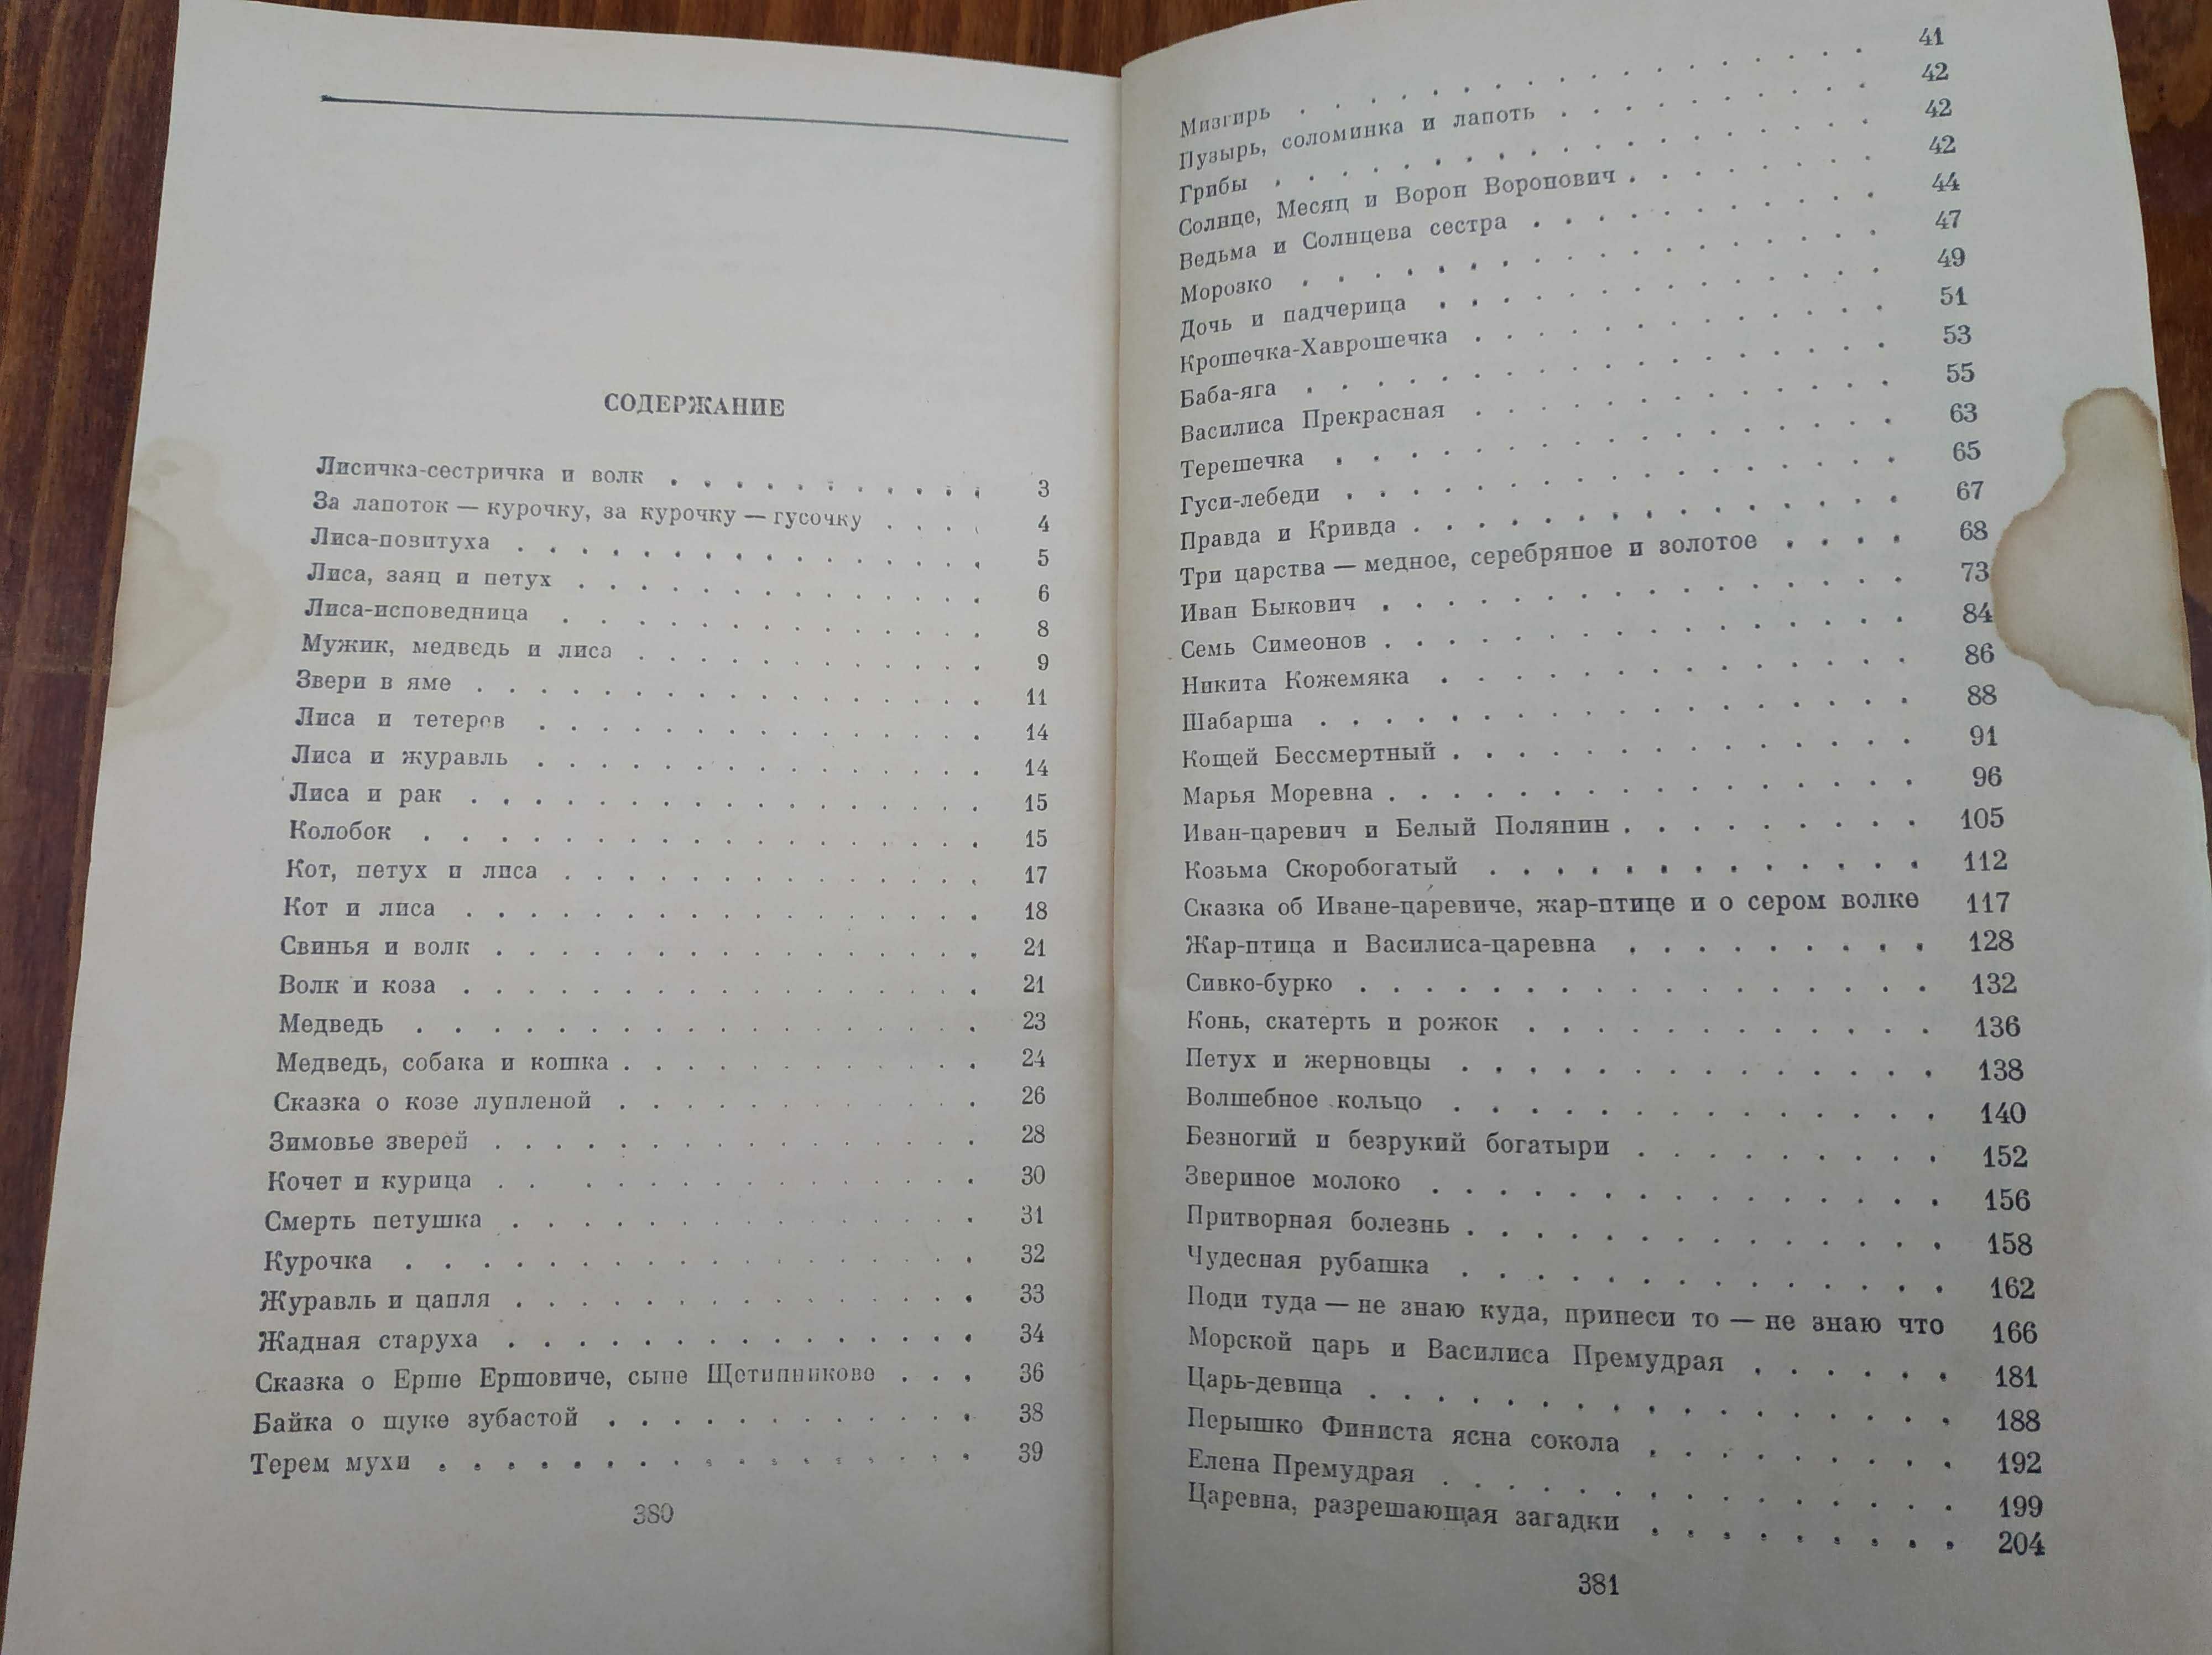 СОДЕРЖАНИЕ
Лисичка-сестричка и волк . . . . . . . . . . 3
За лапоток — курочку, за курочку — гусочку . . . . 4
Лиса-повитуха . . . . . . . . . . . . . . . 5
Лиса, заяц и петух . . . . . . . . . . . . . 6
Лиса-исповедница . . . . . . . . . . . . . . 8
Мужик, медведь и лиса . . . . . . . . . . . 9
Звери в яме . . . . . . . . . . . . . . . . 11
Лиса и тетерев . . . . . . . . . . . . . . 14
Лиса и журавль . . . . . . . . . . . . . . 14
Лиса и рак . . . . . . . . . . . . . . . . 15
Колобок . . . . . . . . . . . . . . . . . 15
Кот, петух и лиса . . . . . . . . . . . . . 17
Кот и лиса . . . . . . . . . . . . . . . . 18
Свинья и волк . . . . . . . . . . . . . . . 21
Волк и коза . . . . . . . . . . . . . . . . 21
Медведь . . . . . . . . . . . . . . . . . 23
Медведь, собака и кошка . . . . . . . . . . . 24
Сказка о козе лупленой . . . . . . . . . . . 26
Зимовье зверей . . . . . . . . . . . . . . . 28
Кочет и курица . . . . . . . . . . . . . . 30
Смерть петушка . . . . . . . . . . . . . . 31
Курочка . . . . . . . . . . . . . . . . . 32
Журавль и цапля . . . . . . . . . . . . . . 33
Жадная старуха . . . . . . . . . . . . . . 34
Сказка о Ерше Ершовиче, сыне Щетинникове . . . 36
Байка о щуке зубастой . . . . . . . . . . . 38
Терем мухи . . . . . . . . . . . . . . . . 39
380
Мизгирь . . . . . . . . . . . . . . . . . 41
Пузырь, соломинка и лапоть . . . . . . . . . 42
Грибы . . . . . . . . . . . . . . . . . . 42
Солнце, Месяц и Ворон Воронович . . . . . . . 42
Ведьма и Солнцева сестра . . . . . . . . . . 44
Морозко . . . . . . . . . . . . . . . . . 47
Дочь и падчерица . . . . . . . . . . . . . . 49
Крошечка-Хаврошечка . . . . . . . . . . . . 51
Баба-яга . . . . . . . . . . . . . . . . . 53
Василиса Прекрасная . . . . . . . . . . . . 55
Терешечка . . . . . . . . . . . . . . . . 63
Гуси-лебеди . . . . . . . . . . . . . . . . 65
Правда и Кривда . . . . . . . . . . . . . . 67
Три царства — медное, серебряное и золотое . . . . 68
Иван Быкович . . . . . . . . . . . . . . . 73
Семь Симеонов . . . . . . . . . . . . . . . 84
Никита Кожемяка . . . . . . . . . . . . . . 86
Шабарша . . . . . . . . . . . . . . . . . 88
Кощей Бессмертный . . . . . . . . . . . . . 91
Марья Моревна . . . . . . . . . . . . . . . 96
Иван-царевич и Белый Полянин . . . . . . . . . 105
Козьма Скоробогатый . . . . . . . . . . . . 112
Сказка об Иване-царевиче, жар-птице и о сером волке 117
Жар-птица и Василиса-царевна . . . . . . . . . 128
Сивко-бурко . . . . . . . . . . . . . . . . 132
Конь, скатерть и рожок . . . . . . . . . . . 136
Петух и жерновцы . . . . . . . . . . . . . . 138
Волшебное кольцо . . . . . . . . . . . . . . 140
Безногий и безрукий богатыри . . . . . . . . . 152
Звериное молоко . . . . . . . . . . . . . . 156
Притворная болезнь . . . . . . . . . . . . . 158
Чудесная рубашка . . . . . . . . . . . . . . 162
Поди туда — не знаю куда, принеси то — не знаю что 166
Морской царь и Василиса Премудрая . . . . . . 181
Царь-девица . . . . . . . . . . . . . . . . 188
Перышко Финиста ясна сокола . . . . . . . . . 192
Елена Премудрая . . . . . . . . . . . . . . 199
Царевна, разрешающая загадки . . . . . . . . . 204
381